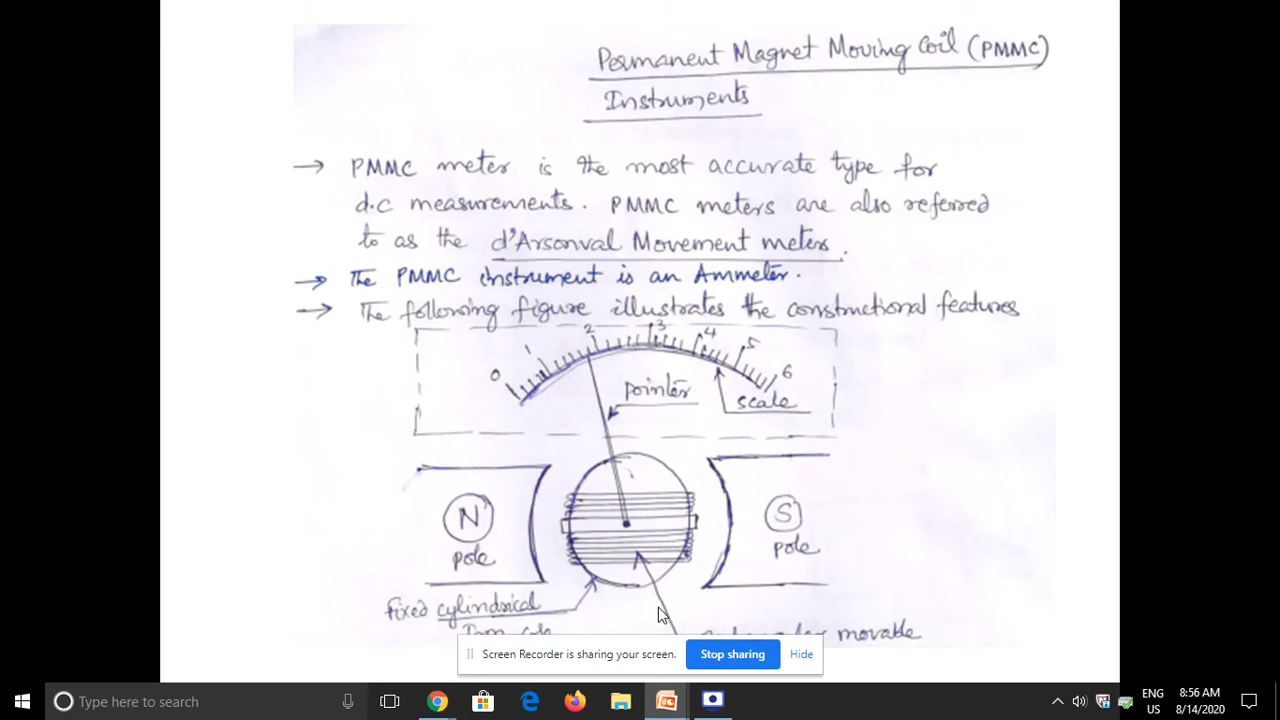 Permanent Magnet Moving Coil (PMMC)
Instruments
→ PMMC meter is the most accurate type for
d.c measurements. PMMC meters are also referred
to as the d'Arsonval Movement meters.
→ The PMMC instrument is an Ammeter.
→ The following figure illustrates the constructional features
0 1 2 3 4 5 6
pointer
scale
N
pole
S
pole
Fixed cylindrical
movable
Screen Recorder is sharing your screen.
Stop sharing
Hide
Type here to search
ENG
US
8:56 AM
8/14/2020